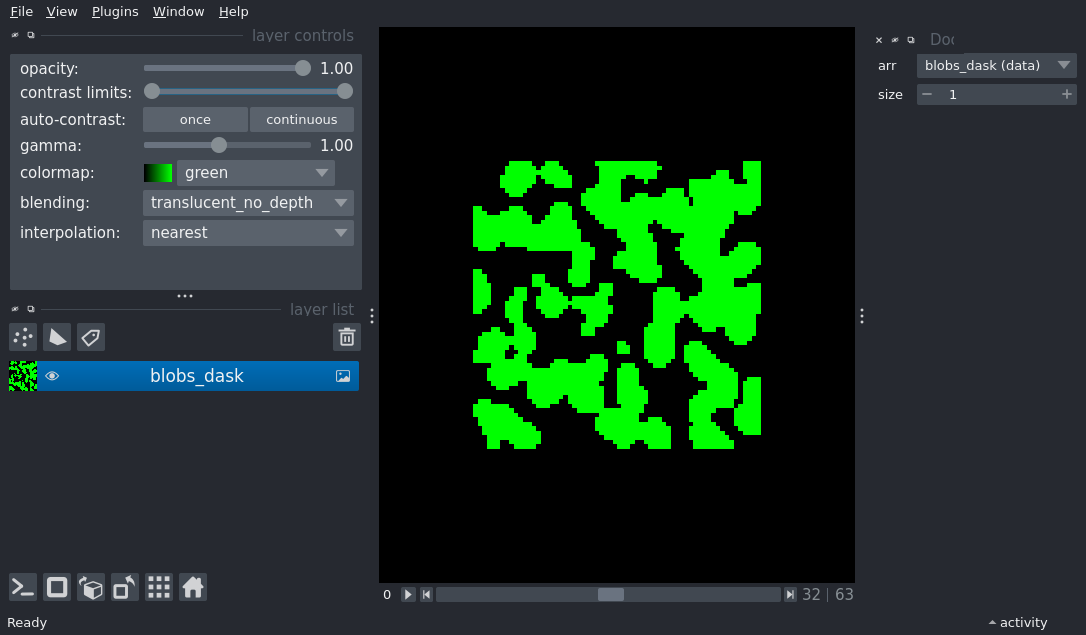 File View Plugins Window Help
layer controls
opacity: 1.00
contrast limits:
auto-contrast: once continuous
gamma: 1.00
colormap: green
blending: translucent_no_depth
interpolation: nearest
layer list
blobs_dask
0 32 | 63
Ready
arr blobs_dask (data)
size 1
activity